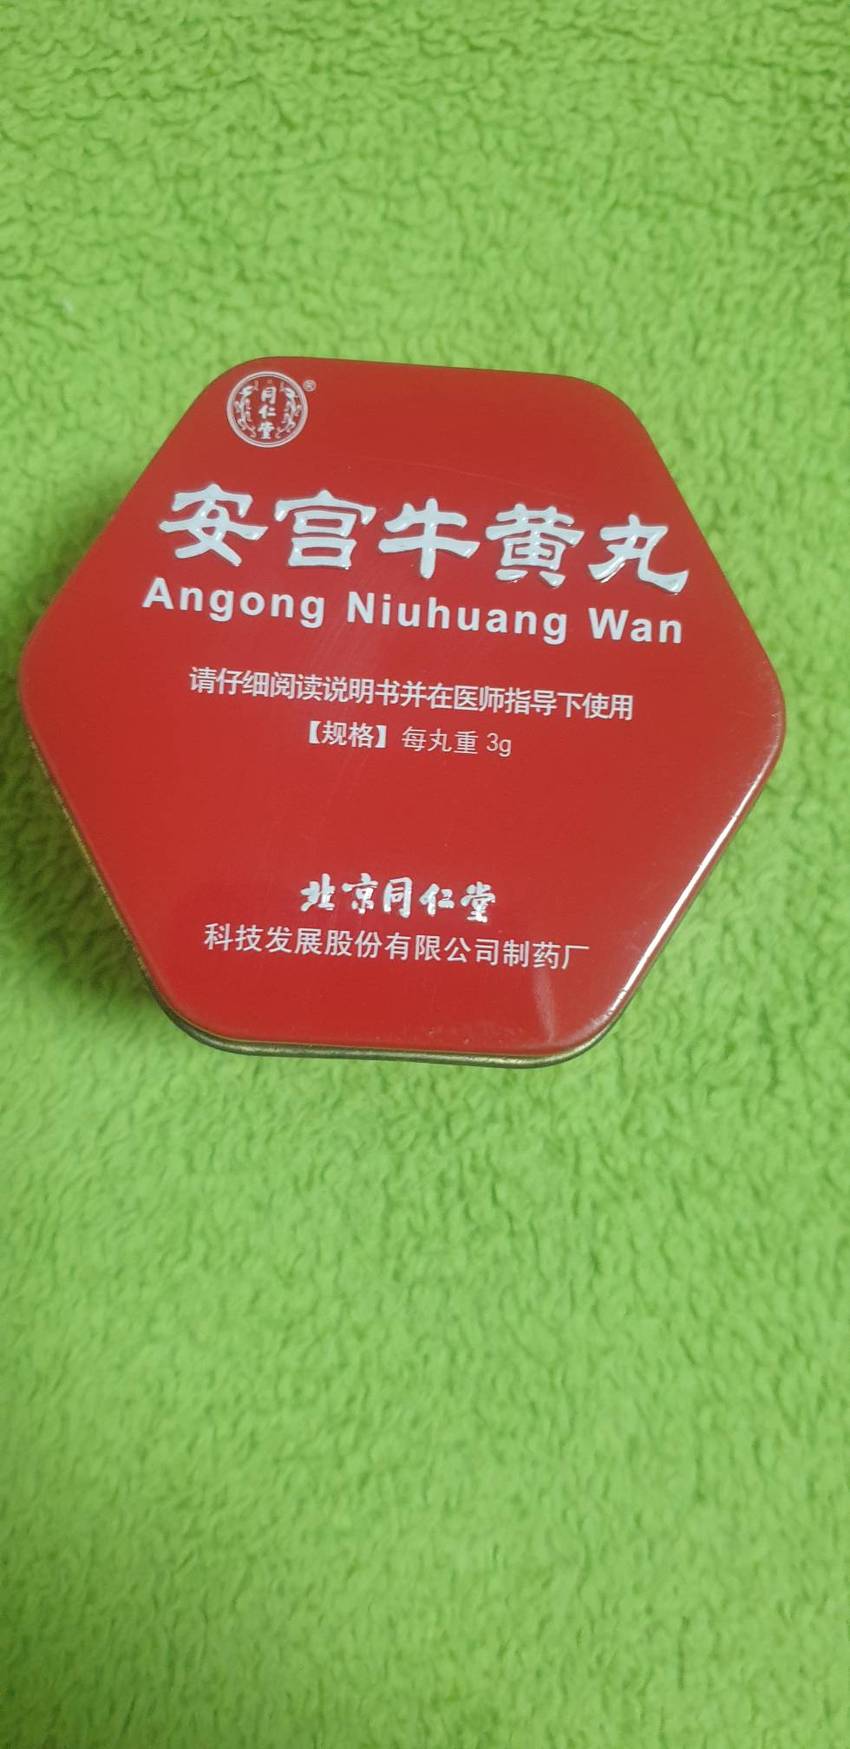 同仁堂®
安宫牛黄丸
Angong Niuhuang Wan
请仔细阅读说明书并在医师指导下使用
【规格】每丸重 3g
北京同仁堂
科技发展股份有限公司制药厂